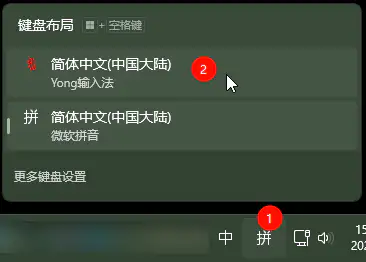 键盘布局 + 空格键
简体中文(中国大陆)
Yong输入法
2
拼 简体中文(中国大陆)
微软拼音
更多键盘设置
1
中 拼 15
202